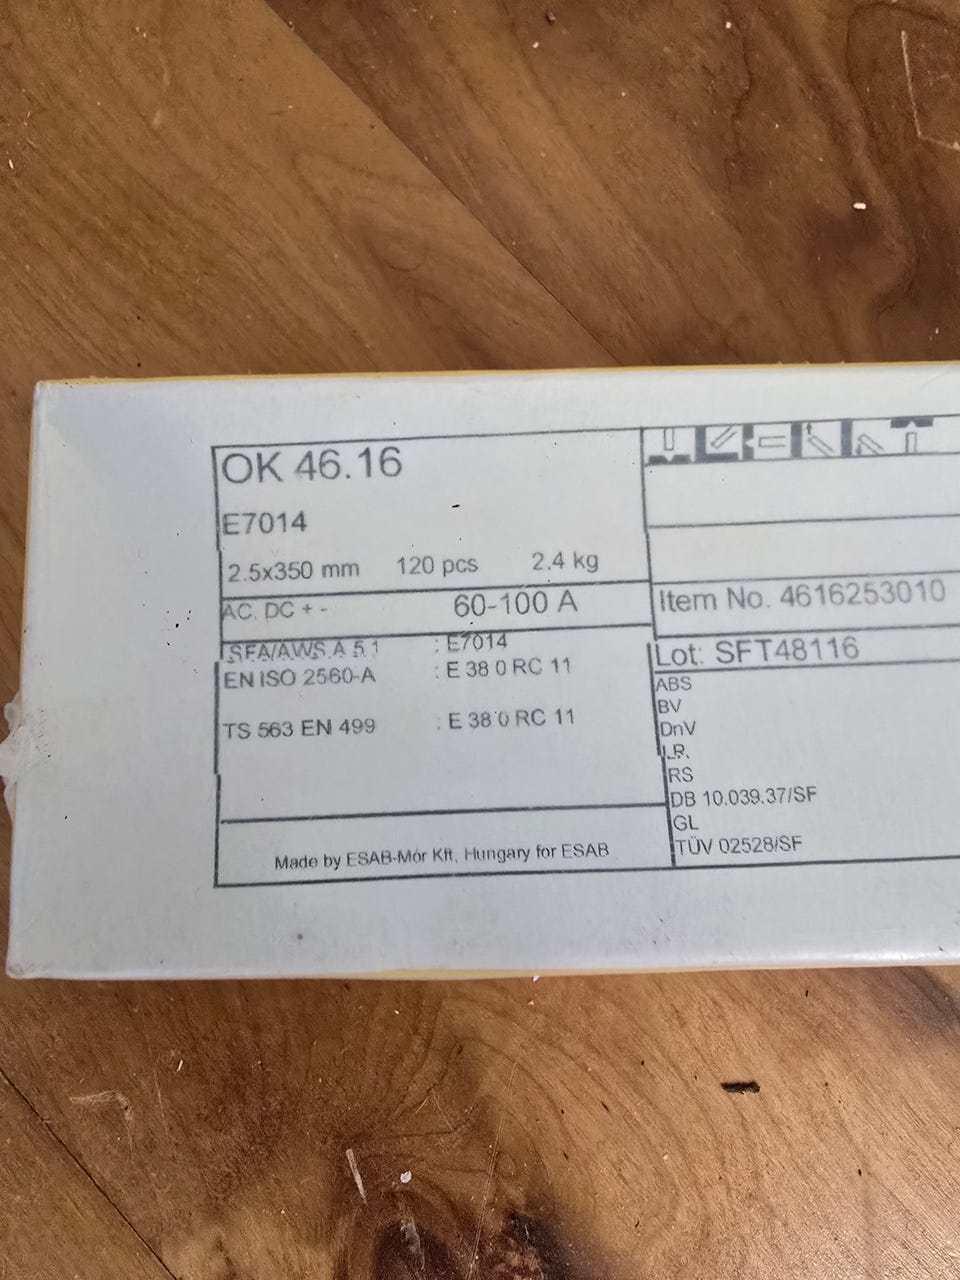 OK 46.16
E7014
2.5x350 mm 120 pcs 2.4 kg
AC, DC + - 60-100 A
SFA/AWS A 5.1 : E7014
EN ISO 2560-A : E 38 0 RC 11
TS 563 EN 499 : E 38 0 RC 11
Made by ESAB-Mór Kft, Hungary for ESAB
Item No. 4616253010
Lot: SFT48116
ABS
BV
DnV
LR
RS
DB 10.039.37/SF
GL
TÜV 02528/SF